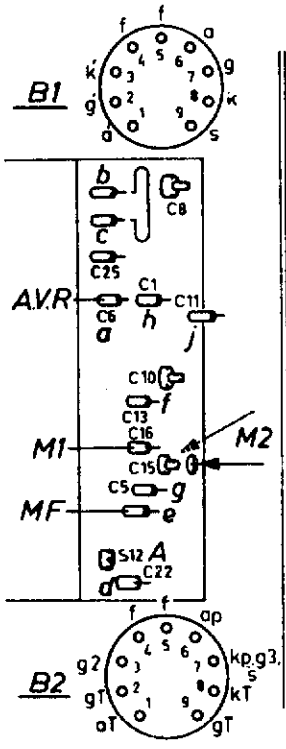 f f a
k' 4 5 6 g
B1 3 7
g' 2 8 k
1 9
a' s
b
C8
c
C25
A.V.R C1 C11
C6 h
a j
C10
C13 f
M1 C16 M2
C15
C5 g
MF e
S12 A
C22
d
f f ap
4 5 6
g2 3 7 kp.g3, s
gT 2 8 kT
B2 1 9
aT gT